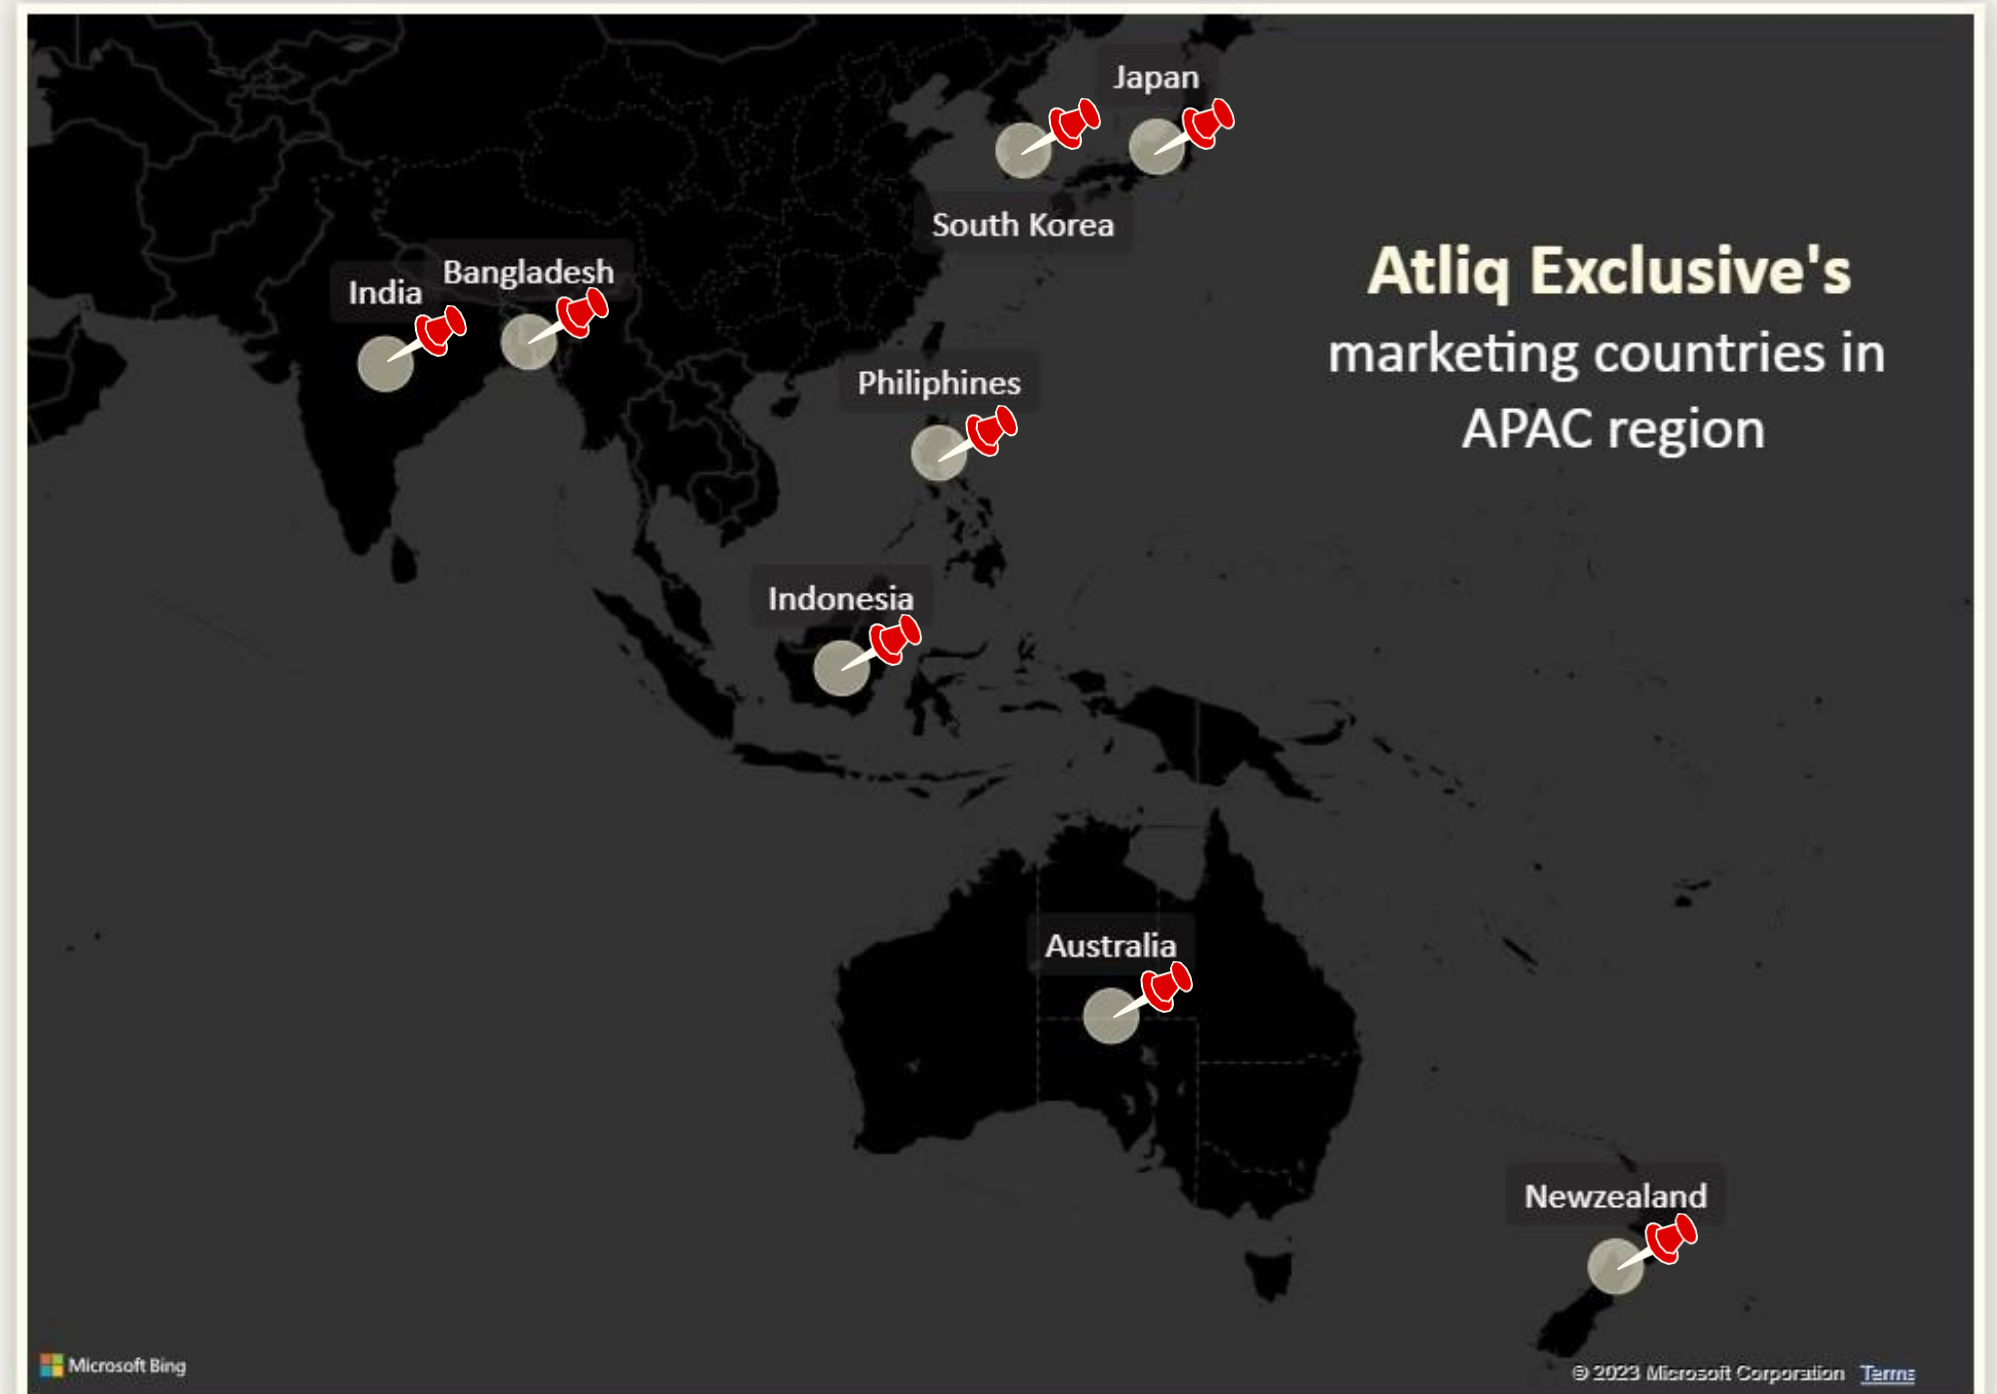 Japan
South Korea
Bangladesh
India
Atliq Exclusive's
marketing countries in
APAC region
Philiphines
Indonesia
Australia
Newzealand
Microsoft Bing
© 2023 Microsoft Corporation Terms